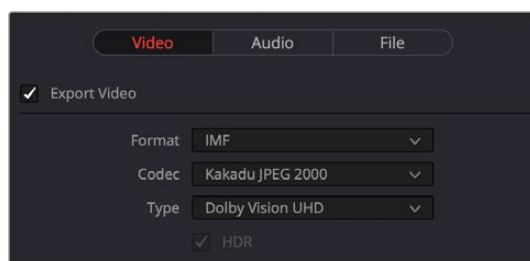 Video Audio File
Export Video
Format IMF
Codec Kakadu JPEG 2000
Type Dolby Vision UHD
HDR